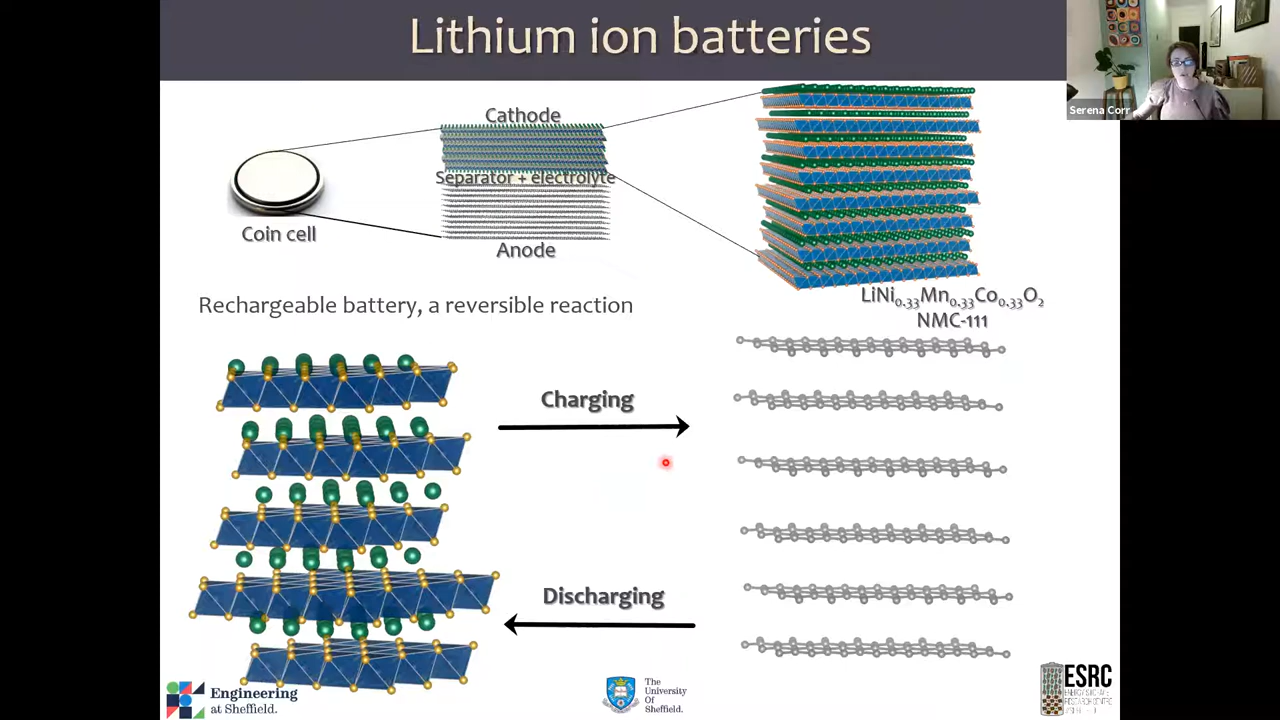 Lithium ion batteries
Serena Corr
Cathode
Separator + electrolyte
Coin cell
Anode
Rechargeable battery, a reversible reaction
LiNi0.33Mn0.33Co0.33O2
NMC-111
Charging
Discharging
Engineering
at Sheffield.
The
University
Of
Sheffield.
ESRC